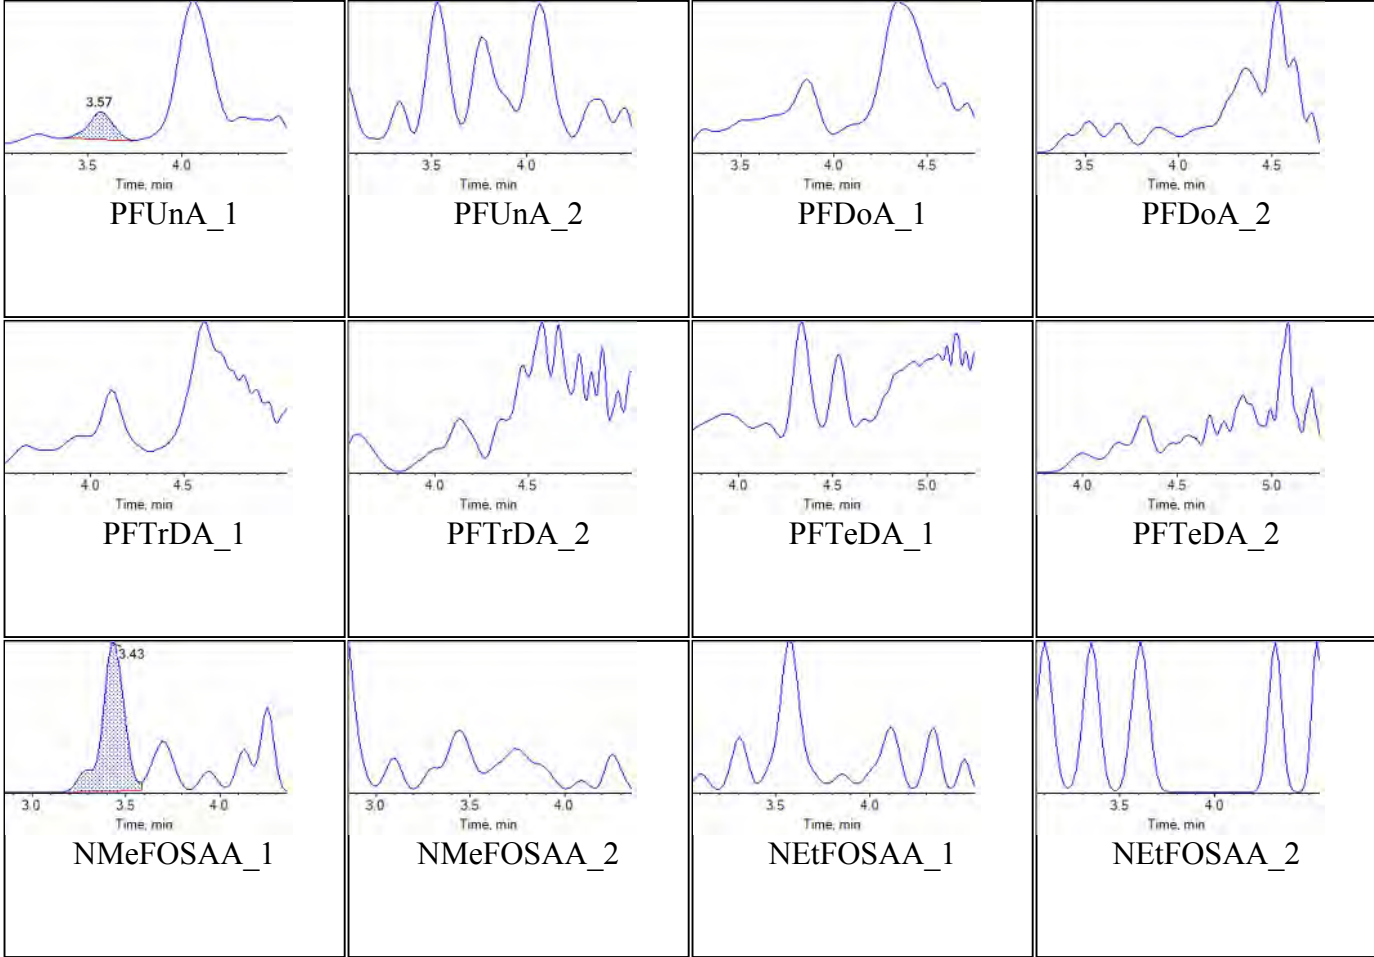 3.57
3.5 4.0
Time, min
PFUnA_1
3.5 4.0
Time, min
PFUnA_2
3.5 4.0 4.5
Time, min
PFDoA_1
3.5 4.0 4.5
Time, min
PFDoA_2
4.0 4.5
Time, min
PFTrDA_1
4.0 4.5
Time, min
PFTrDA_2
4.0 4.5 5.0
Time, min
PFTeDA_1
4.0 4.5 5.0
Time, min
PFTeDA_2
3.43
3.0 3.5 4.0
Time, min
NMeFOSAA_1
3.0 3.5 4.0
Time, min
NMeFOSAA_2
3.5 4.0
Time, min
NEtFOSAA_1
3.5 4.0
Time, min
NEtFOSAA_2